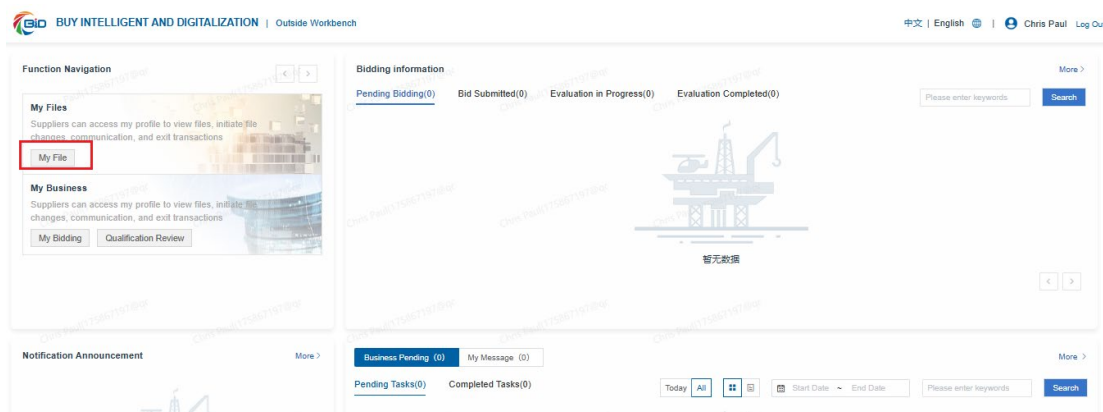 BID BUY INTELLIGENT AND DIGITALIZATION | Outside Workbench
中文 | English | Chris Paul Log Ou
Function Navigation
My Files
Suppliers can access my profile to view files, initiate file
changes, communication, and exit transactions
My File
My Business
Suppliers can access my profile to view files, initiate file
changes, communication, and exit transactions
My Bidding Qualification Review
Bidding information More >
Pending Bidding(0) Bid Submitted(0) Evaluation in Progress(0) Evaluation Completed(0)
Please enter keywords Search
暂无数据
Notification Announcement More >
Business Pending (0) My Message (0) More >
Pending Tasks(0) Completed Tasks(0)
Today All Start Date ~ End Date Please enter keywords Search